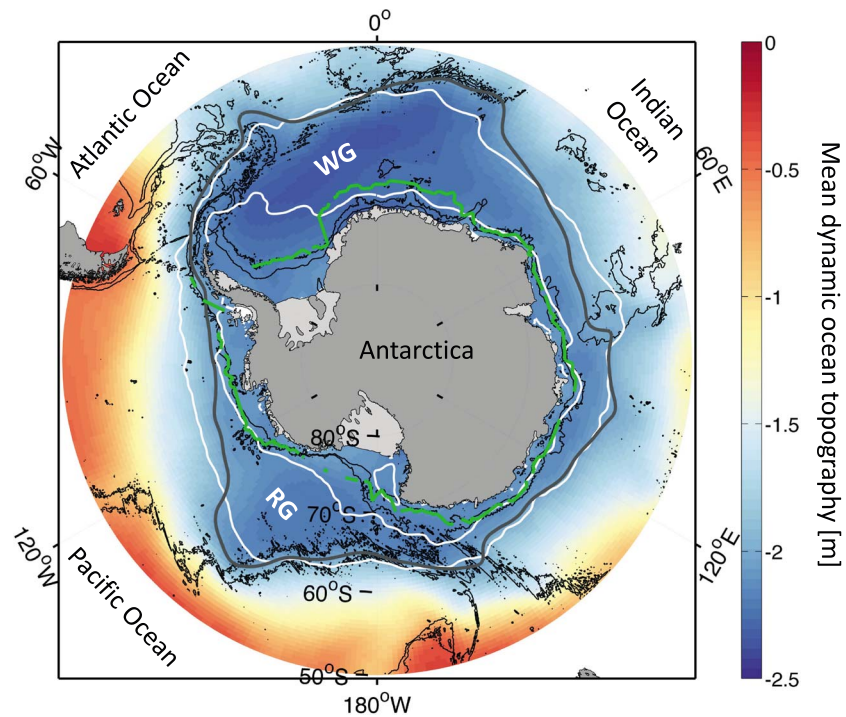 0°
Atlantic Ocean
Indian
Ocean
60°W
60°E
WG
Antarctica
80°S
RG
70°S
60°S
50°S
120°W
120°E
Pacific Ocean
180°W
0
-0.5
-1
-1.5
-2
-2.5
Mean dynamic ocean topography [m]